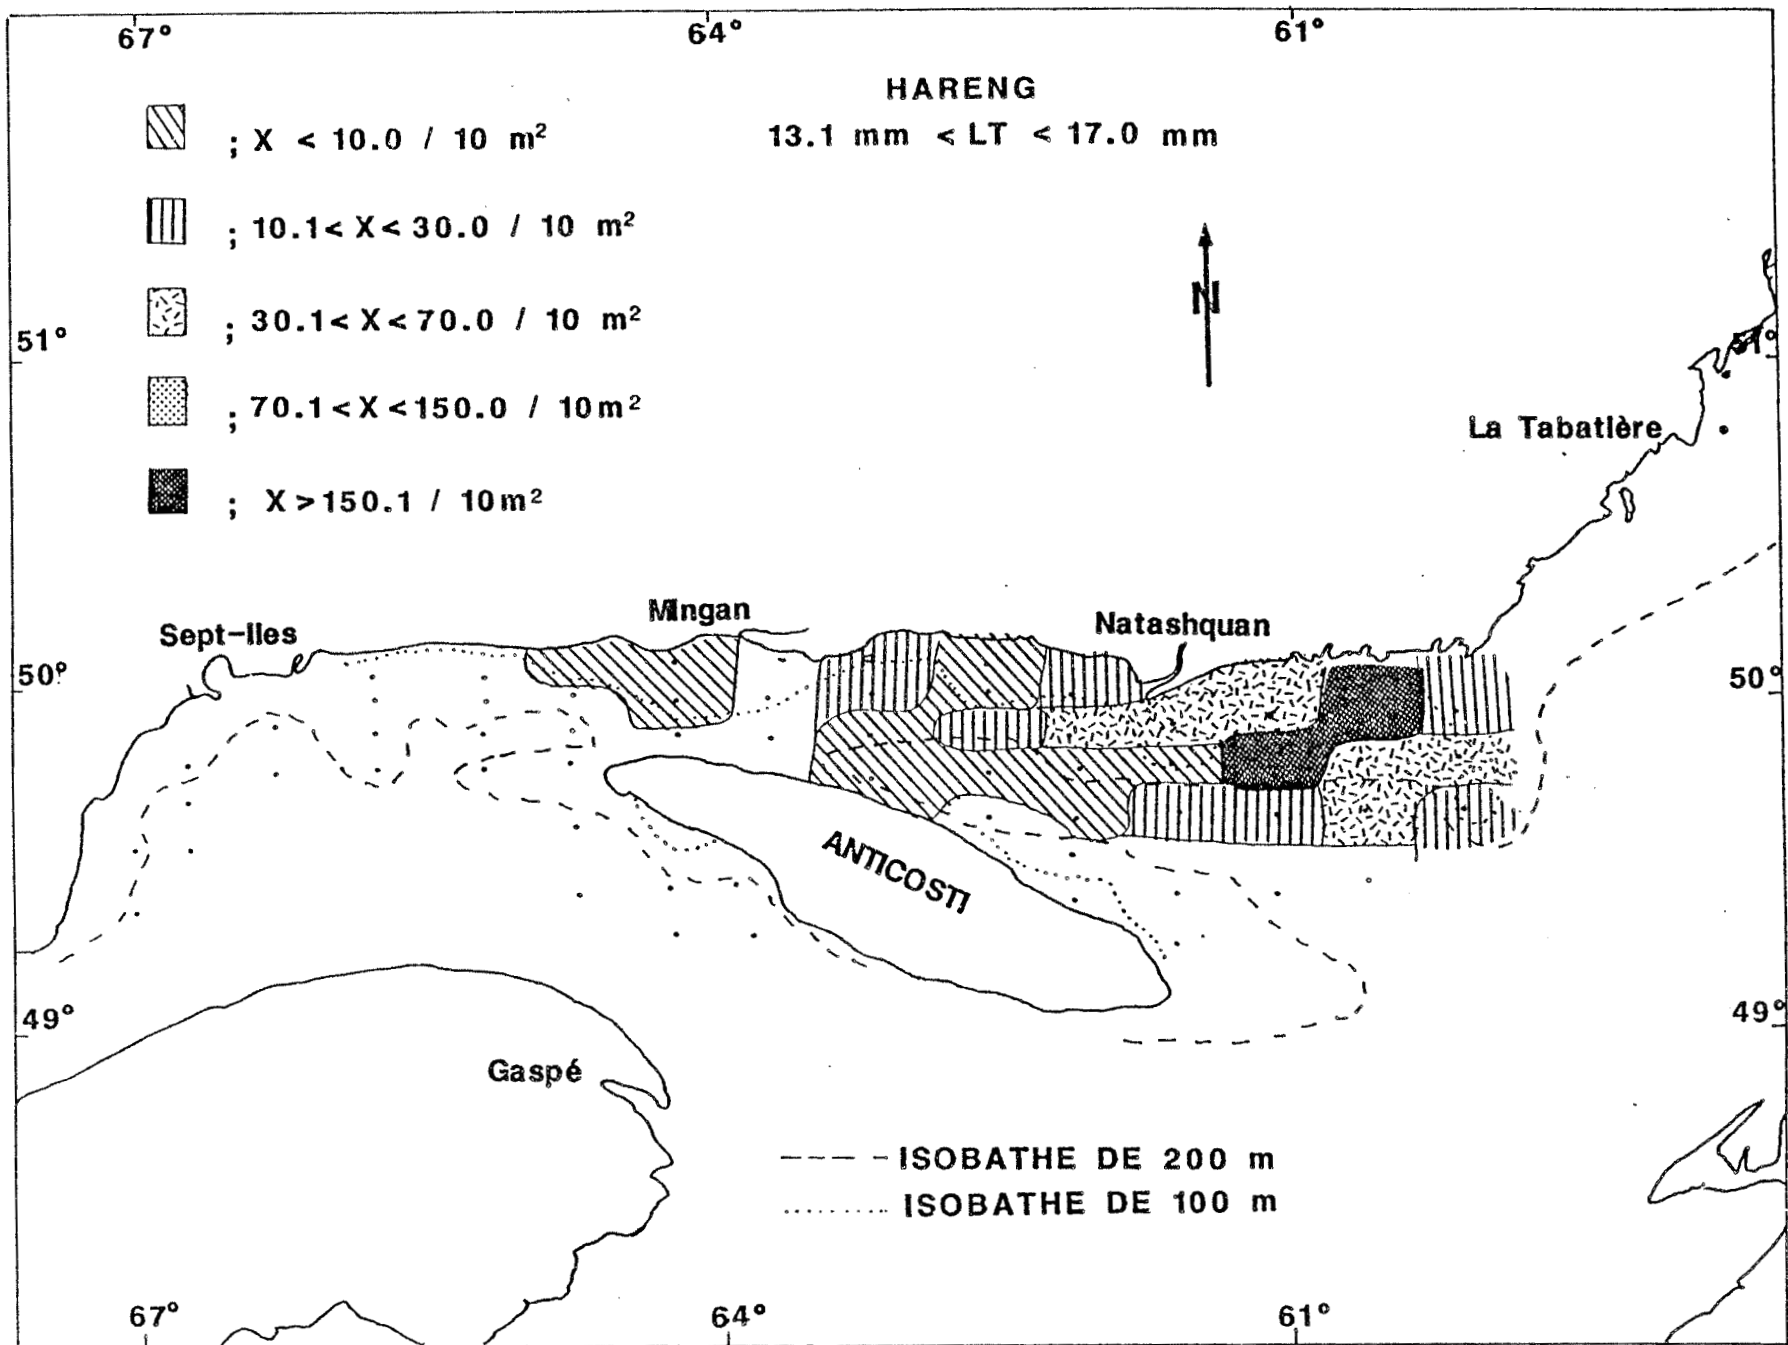 67° 64° 61°
HARENG
13.1 mm < LT < 17.0 mm
; X < 10.0 / 10 m²
; 10.1< X< 30.0 / 10 m²
; 30.1< X< 70.0 / 10 m²
; 70.1<X<150.0 / 10m²
; X >150.1 / 10m²
N
51° 51°
La Tabatière
Sept-Iles
Mingan
Natashquan
50° 50°
ANTICOSTI
49° 49°
Gaspé
ISOBATHE DE 200 m
ISOBATHE DE 100 m
67° 64° 61°